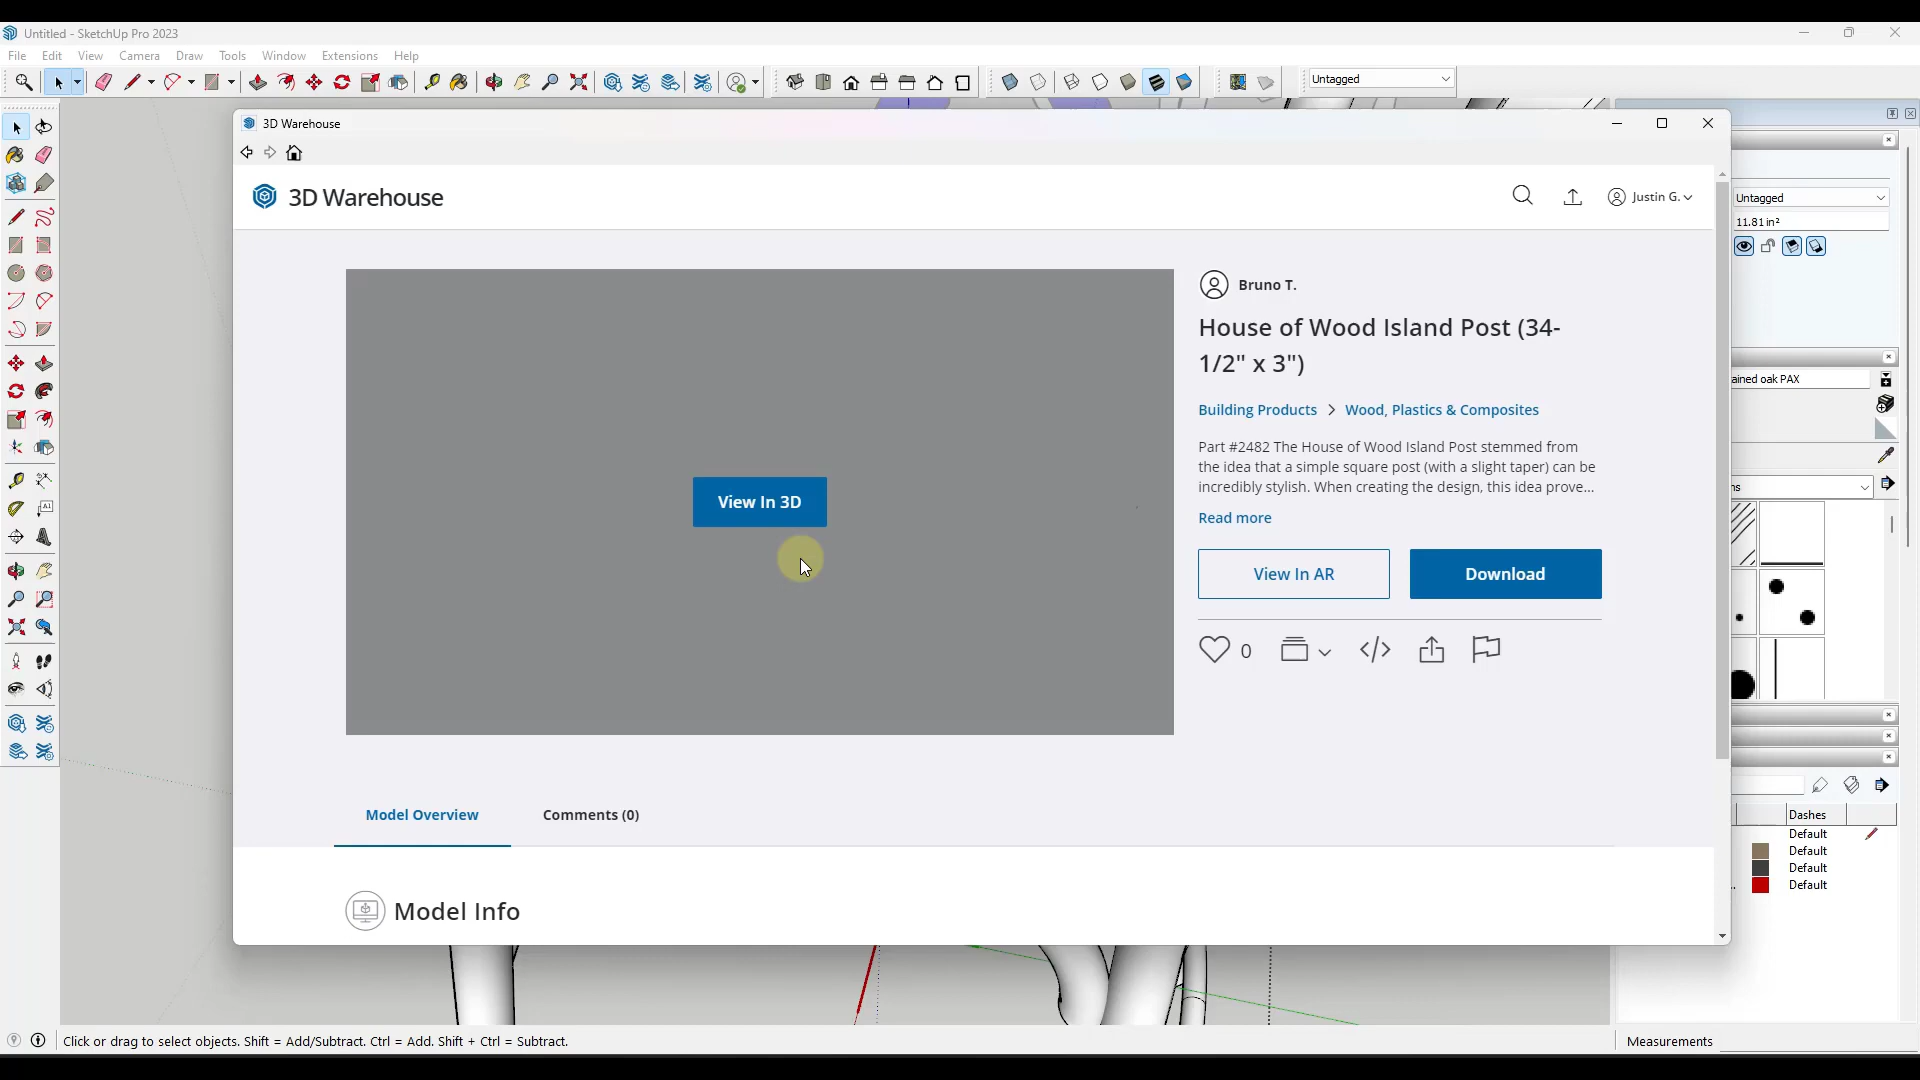 Untitled - SketchUp Pro 2023
File Edit View Camera Draw Tools Window Extensions Help
Untagged
3D Warehouse
3D Warehouse
Justin G.
Untagged
11.81 in²
Bruno T.
House of Wood Island Post (34-
1/2" x 3")
Building Products > Wood, Plastics & Composites
ained oak PAX
Part #2482 The House of Wood Island Post stemmed from
the idea that a simple square post (with a slight taper) can be
incredibly stylish. When creating the design, this idea prove...
ns
Read more
View In 3D
View In AR
Download
0
Model Overview
Comments (0)
Dashes
Default
Default
Default
Default
Model Info
Click or drag to select objects. Shift = Add/Subtract. Ctrl = Add. Shift + Ctrl = Subtract.
Measurements